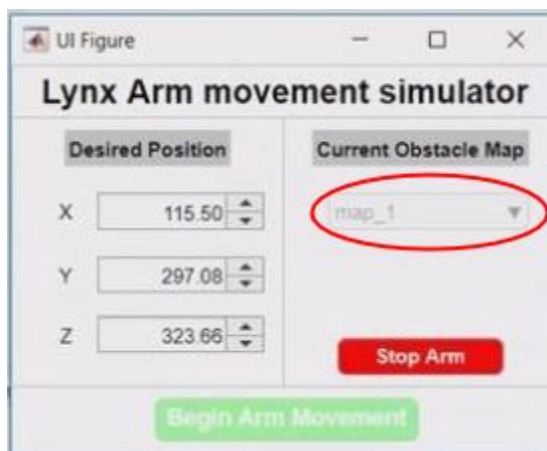 UI Figure
Lynx Arm movement simulator
Desired Position
Current Obstacle Map
X 115.50
map_1
Y 297.08
Z 323.66
Stop Arm
Begin Arm Movement